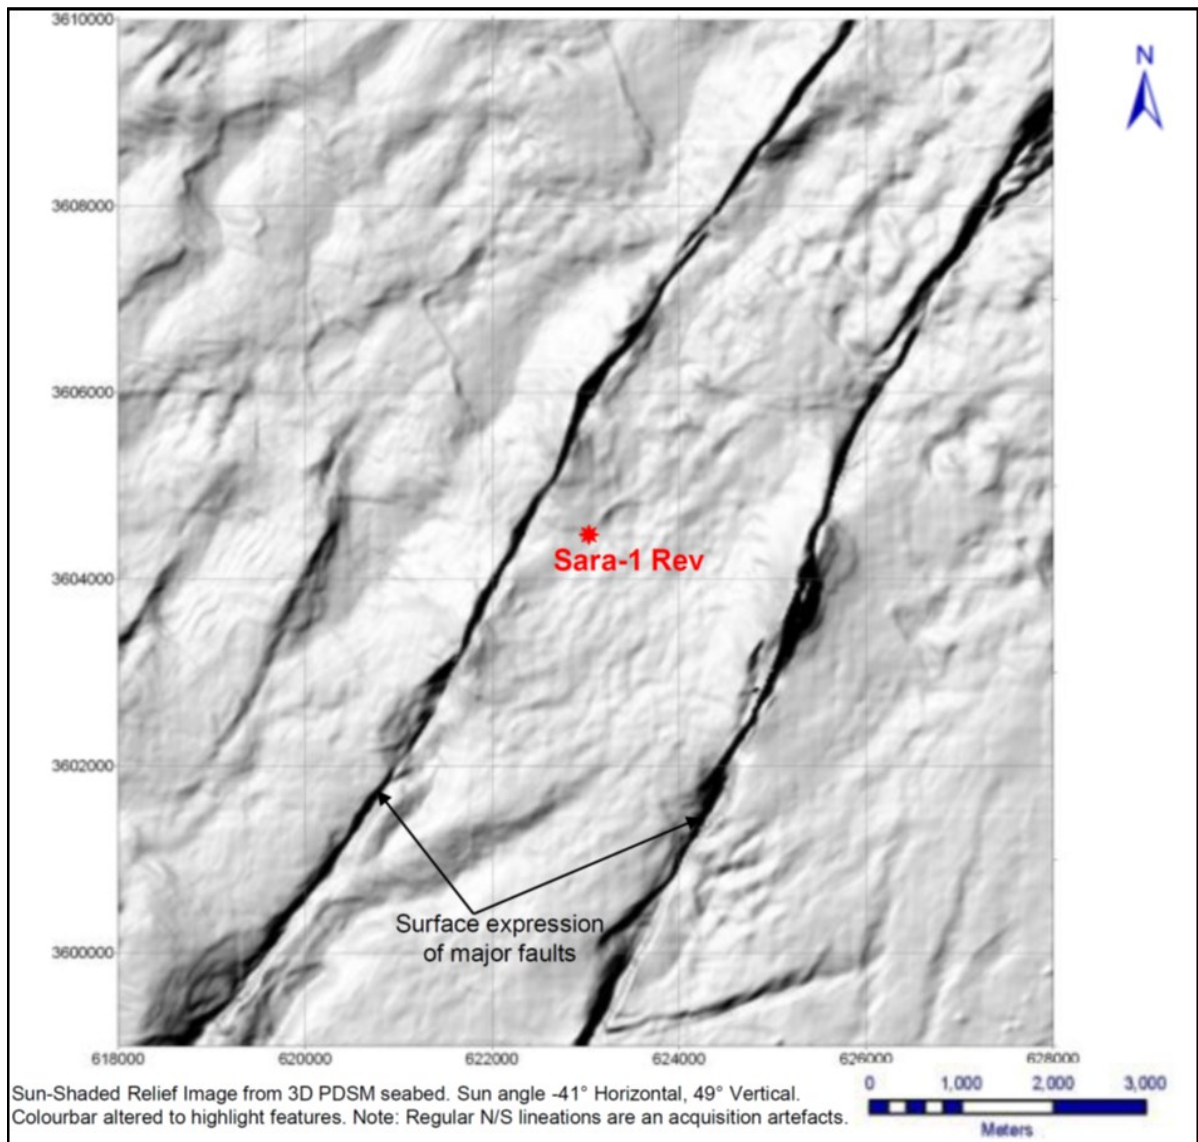 3610000
N
3608000
3606000
Sara-1 Rev
3604000
3602000
Surface expression
of major faults
3600000
618000 620000 622000 624000 626000 628000
Sun-Shaded Relief Image from 3D PDSM seabed. Sun angle -41° Horizontal, 49° Vertical.
Colourbar altered to highlight features. Note: Regular N/S lineations are an acquisition artefacts.
0 1,000 2,000 3,000
Meters